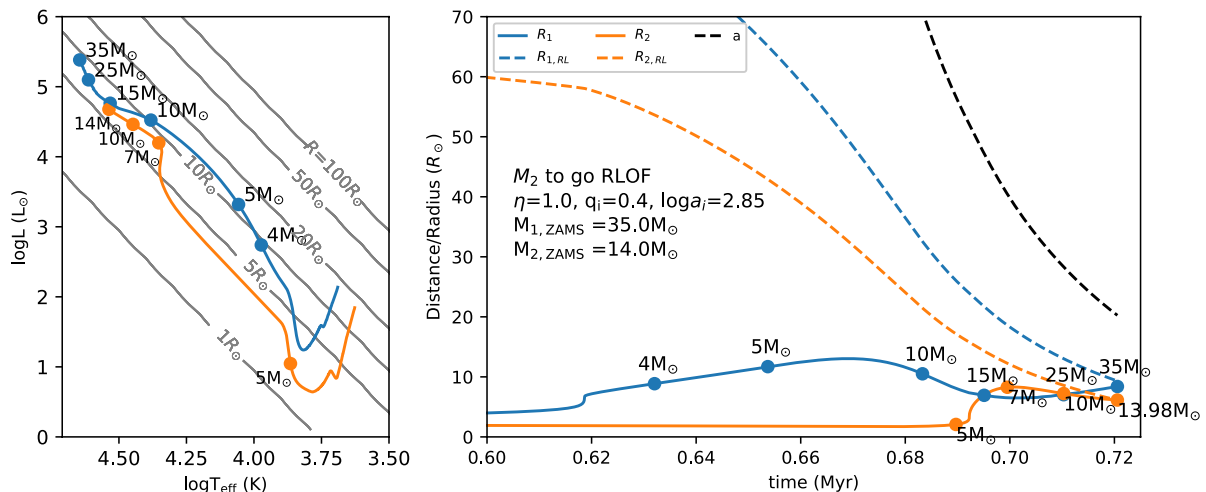 6
5
4
3
2
1
0
logL (L⊙)
4.50 4.25 4.00 3.75 3.50
logT_eff (K)
35M⊙
25M⊙
15M⊙
10M⊙
14M⊙
10M⊙
7M⊙
5M⊙
4M⊙
5M⊙
R=100R⊙
50R⊙
20R⊙
10R⊙
5R⊙
1R⊙
70
60
50
40
30
20
10
0
Distance/Radius (R⊙)
R₁ R₂ a
R₁,RL R₂,RL
M₂ to go RLOF
η=1.0, qᵢ=0.4, logaᵢ=2.85
M₁,ZAMS =35.0M⊙
M₂,ZAMS =14.0M⊙
4M⊙
5M⊙
10M⊙
15M⊙
25M⊙
35M⊙
5M⊙
7M⊙
10M⊙
13.98M⊙
0.60 0.62 0.64 0.66 0.68 0.70 0.72
time (Myr)